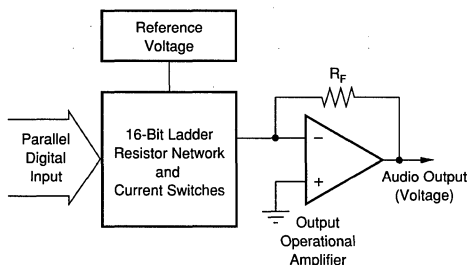 Reference
Voltage
R_F
Parallel
Digital
Input
16-Bit Ladder
Resistor Network
and
Current Switches
−
+
Audio Output
(Voltage)
Output
Operational
Amplifier